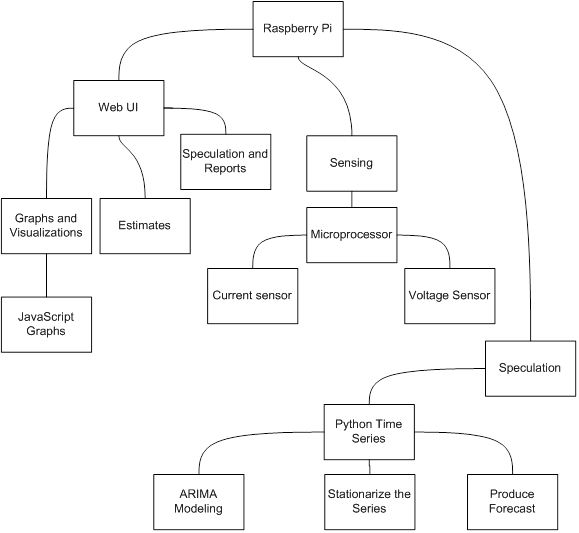 Raspberry Pi
Web UI
Speculation and
Reports
Sensing
Graphs and
Visualizations
Estimates
Microprocessor
Current sensor
Voltage Sensor
JavaScript
Graphs
Speculation
Python Time
Series
ARIMA
Modeling
Stationarize the
Series
Produce
Forecast